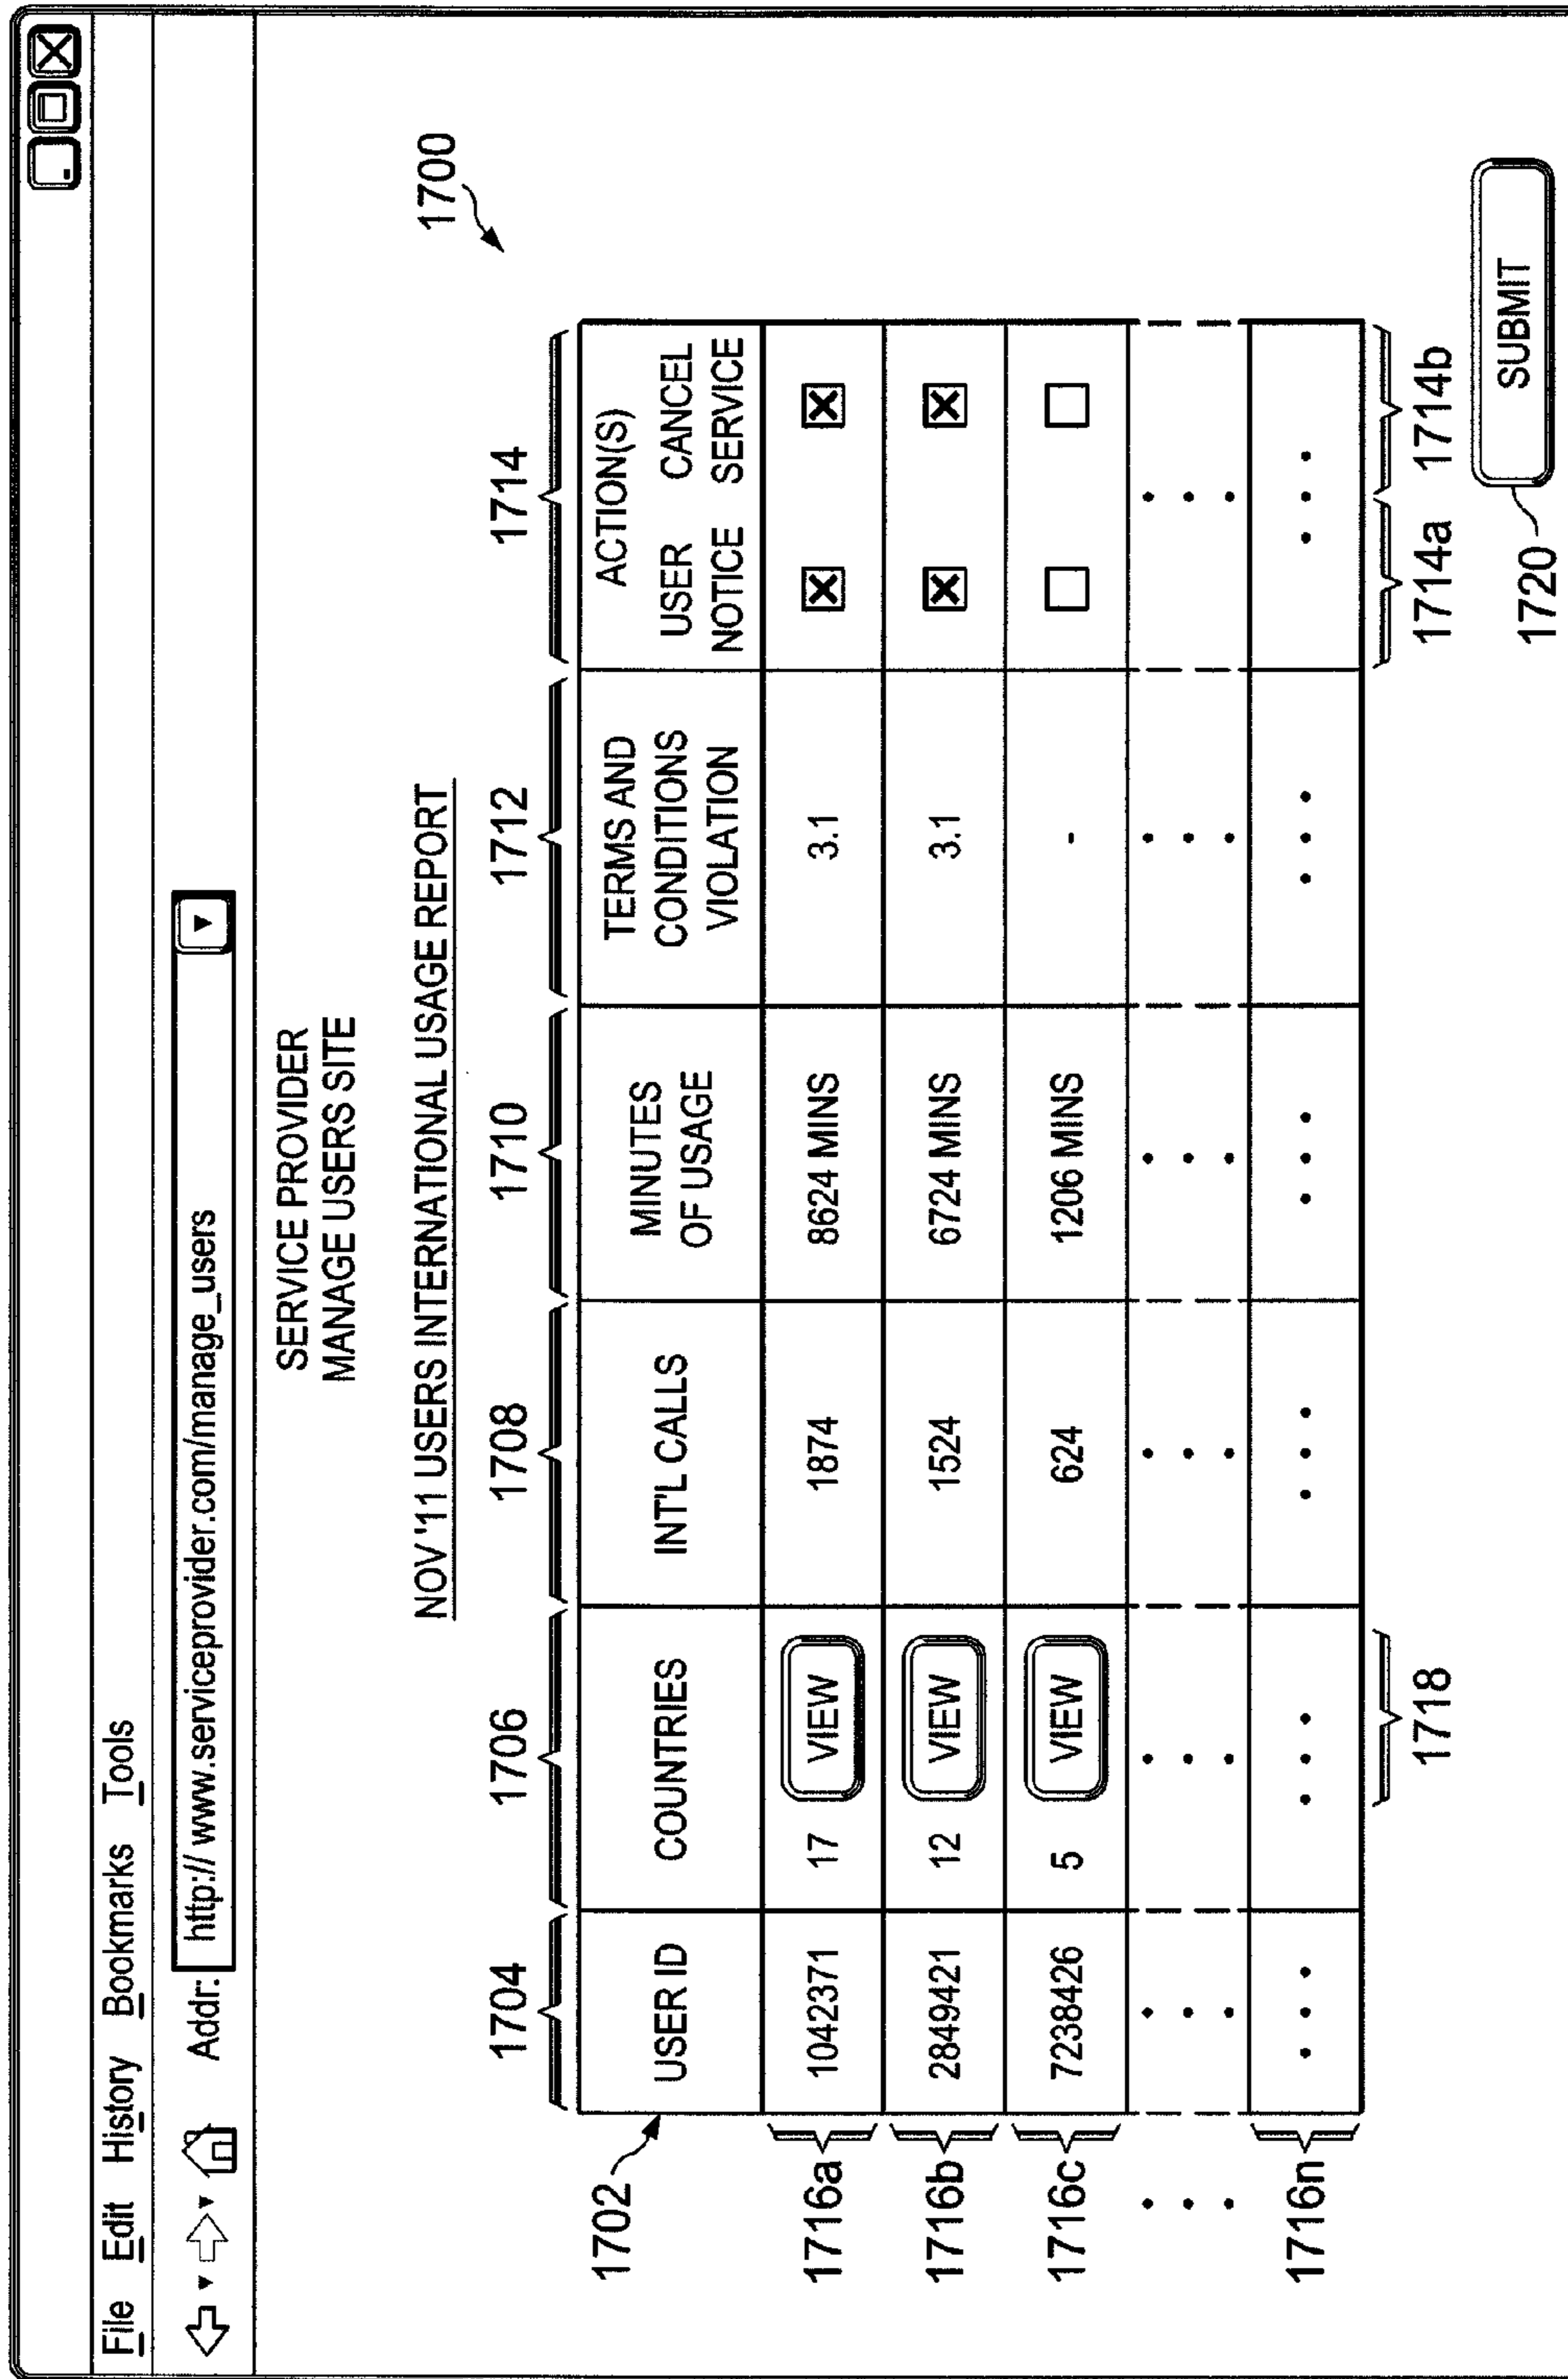 File Edit History Bookmarks Tools
Addr: http:// www.serviceprovider.com/manage_users
SERVICE PROVIDER
MANAGE USERS SITE
NOV '11 USERS INTERNATIONAL USAGE REPORT
1700
1704 1706 1708 1710 1712 1714
1702
USER ID COUNTRIES INT'L CALLS MINUTES OF USAGE TERMS AND CONDITIONS VIOLATION ACTION(S) USER NOTICE CANCEL SERVICE
1716a 1042371 17 VIEW 1874 8624 MINS 3.1
1716b 2849421 12 VIEW 1524 6724 MINS 3.1
1716c 7238426 5 VIEW 624 1206 MINS -
1716n
1718 1714a 1714b
1720 SUBMIT